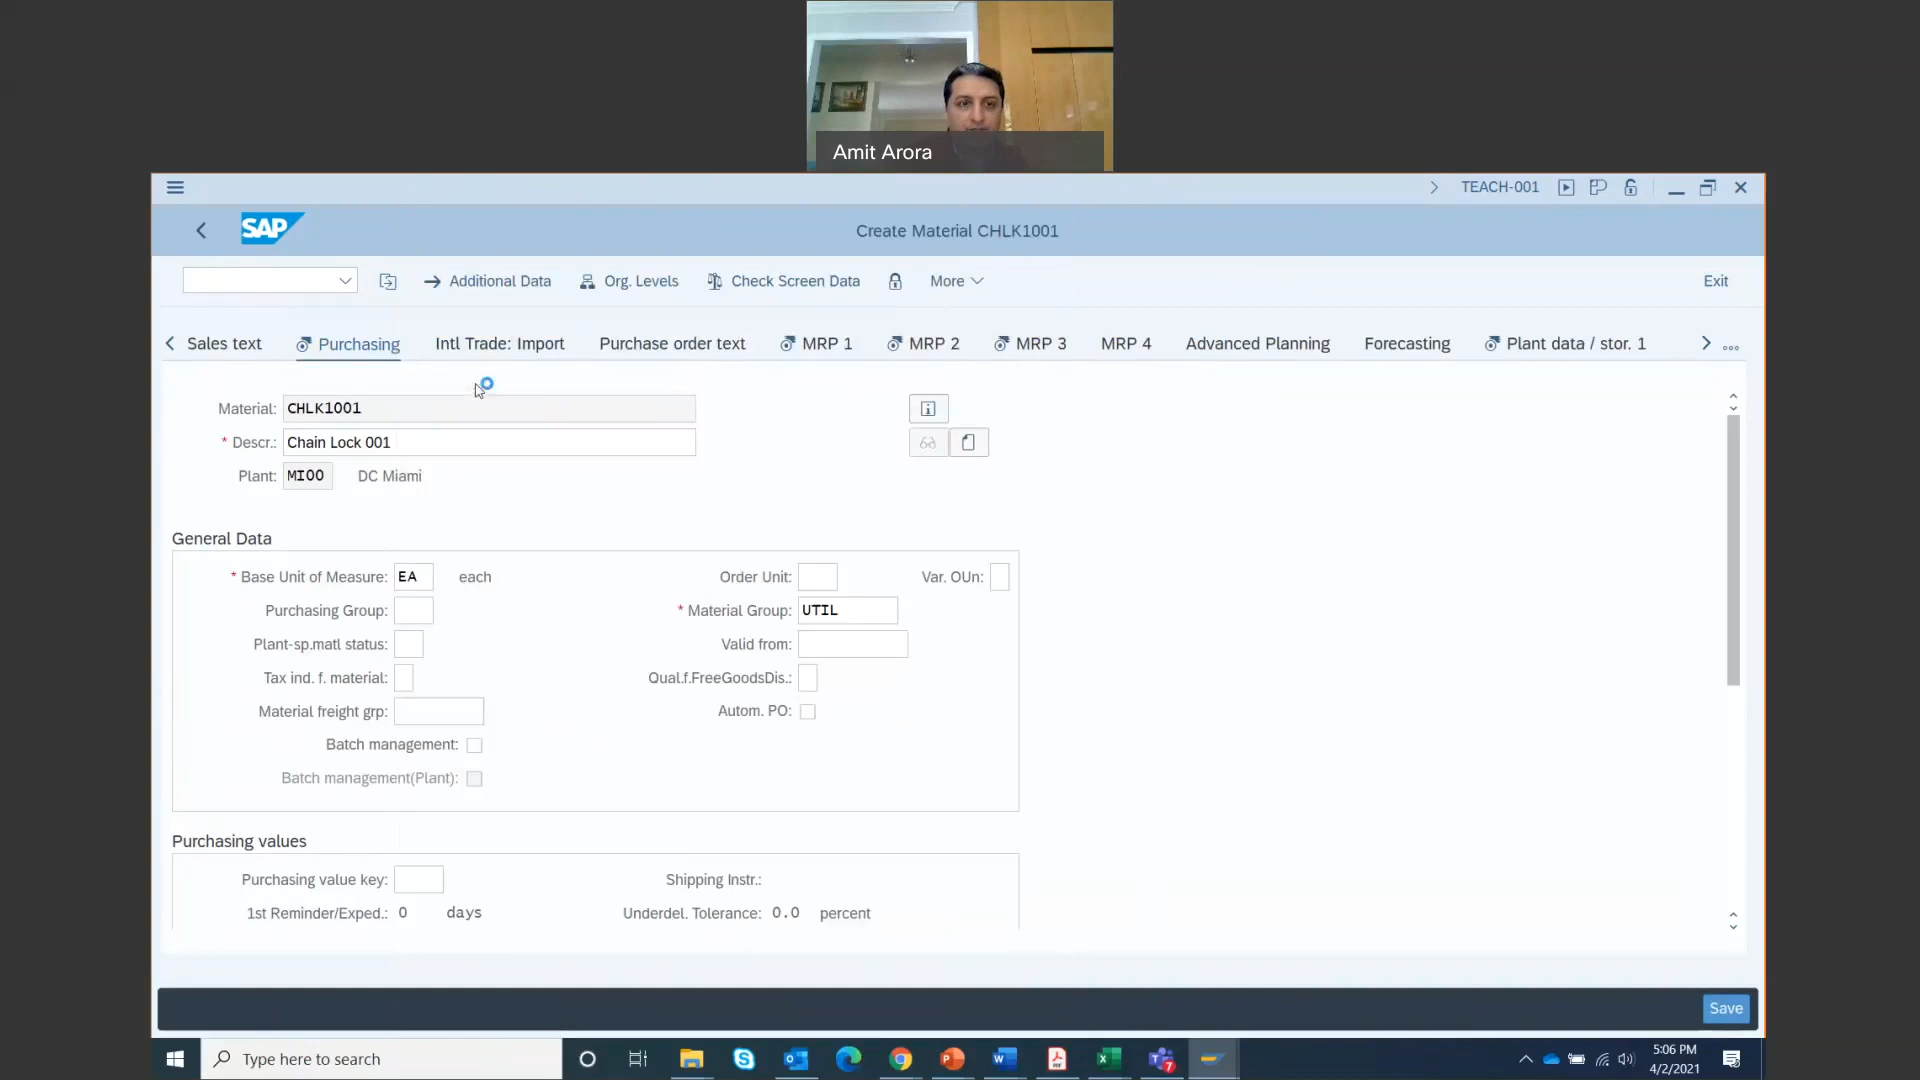 Amit Arora
TEACH-001
SAP
Create Material CHLK1001
Additional Data
Org. Levels
Check Screen Data
More
Exit
Sales text
Purchasing
Intl Trade: Import
Purchase order text
MRP 1
MRP 2
MRP 3
MRP 4
Advanced Planning
Forecasting
Plant data / stor. 1
Material: CHLK1001
* Descr.: Chain Lock 001
Plant: MI00 DC Miami
General Data
* Base Unit of Measure: EA each Order Unit: Var. OUn:
Purchasing Group: * Material Group: UTIL
Plant-sp.matl status: Valid from:
Tax ind. f. material: Qual.f.FreeGoodsDis.:
Material freight grp: Autom. PO:
Batch management:
Batch management(Plant):
Purchasing values
Purchasing value key: Shipping Instr.:
1st Reminder/Exped.: 0 days Underdel. Tolerance: 0.0 percent
Save
Type here to search
7
5:06 PM
4/2/2021